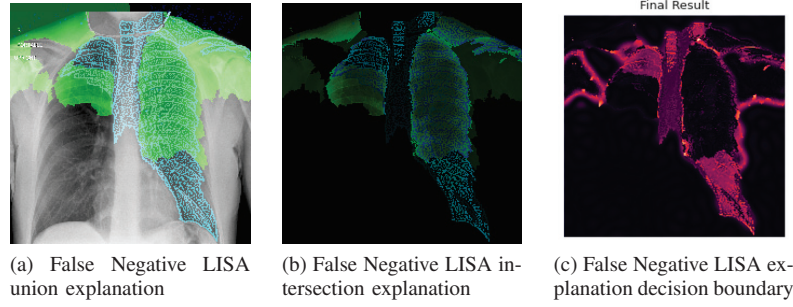 Final Result
(a) False Negative LISA
union explanation
(b) False Negative LISA in-
tersection explanation
(c) False Negative LISA ex-
planation decision boundary